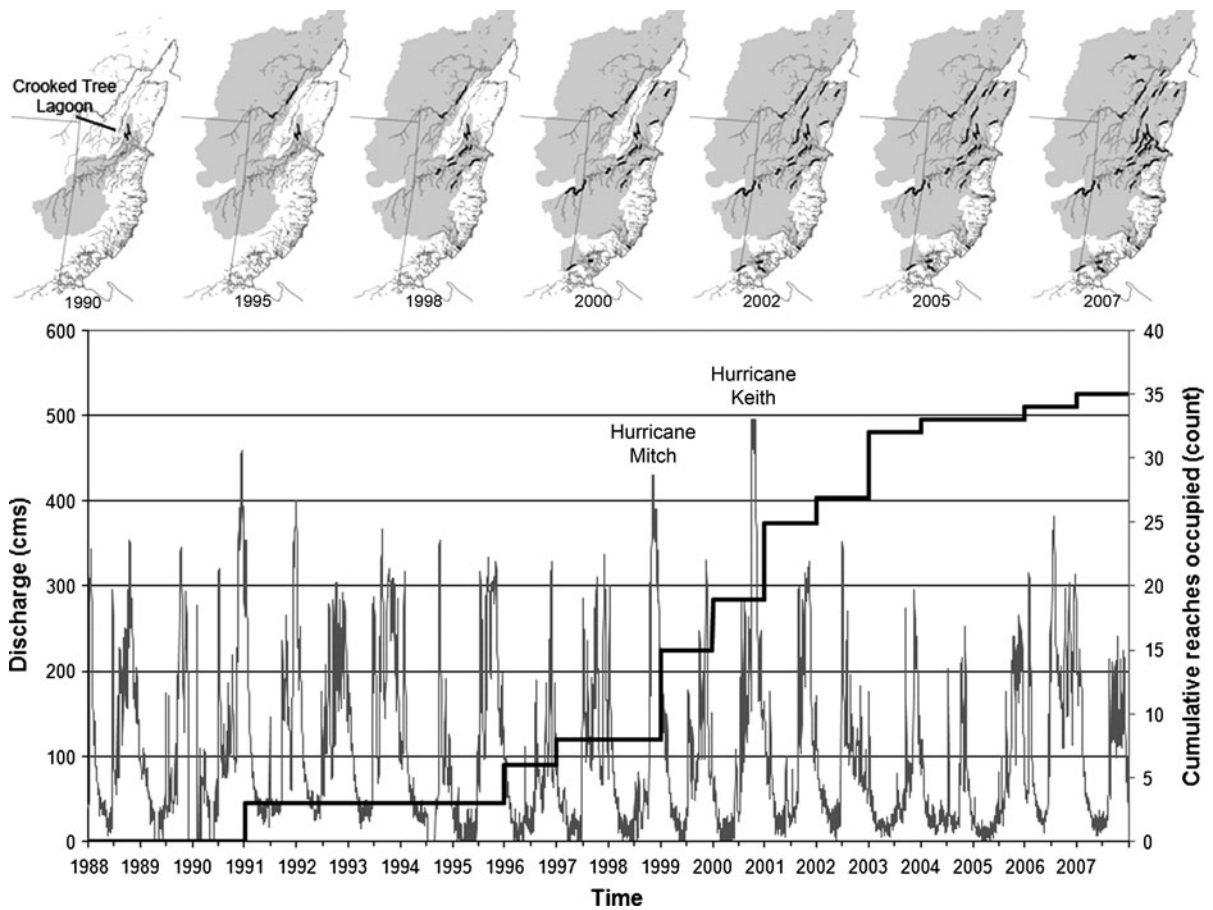 Crooked Tree
Lagoon
1990
1995
1998
2000
2002
2005
2007
600
500
400
300
200
100
0
Discharge (cms)
Hurricane
Mitch
Hurricane
Keith
40
35
30
25
20
15
10
5
0
Cumulative reaches occupied (count)
1988 1989 1990 1991 1992 1993 1994 1995 1996 1997 1998 1999 2000 2001 2002 2003 2004 2005 2006 2007
Time